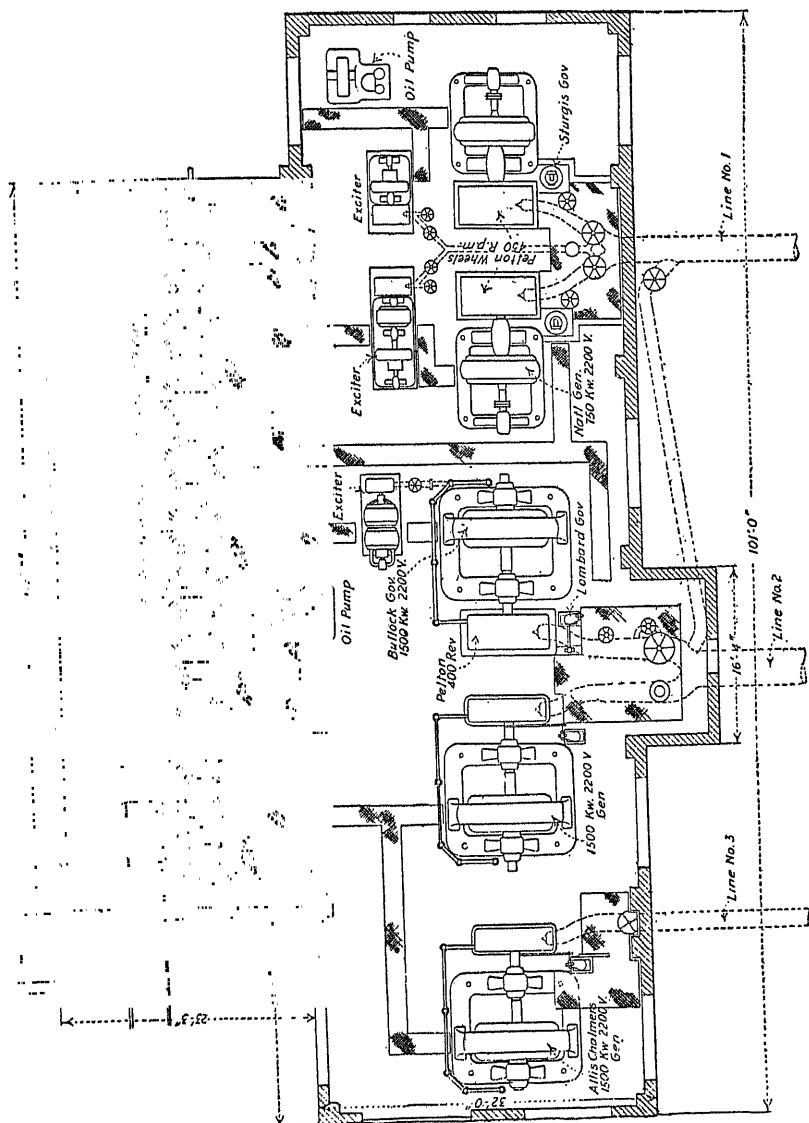 Oil Pump
Sturgis Gov
Exciter
Pelton Wheels
450 R.p.m.
Line No.1
Exciter
Nat'l Gen.
750 Kw. 2200 V.
Exciter
Lombard Gov
Oil Pump
Bullock Gov.
1500 Kw. 2200 V.
Pelton
400 Rev
101'-0"
16'-4"
Line No.2
1500 Kw. 2200 V
Gen
Line No.3
23'-3"
Allis Chalmers
1500 Kw 2200 V.
Gen
32'-0"